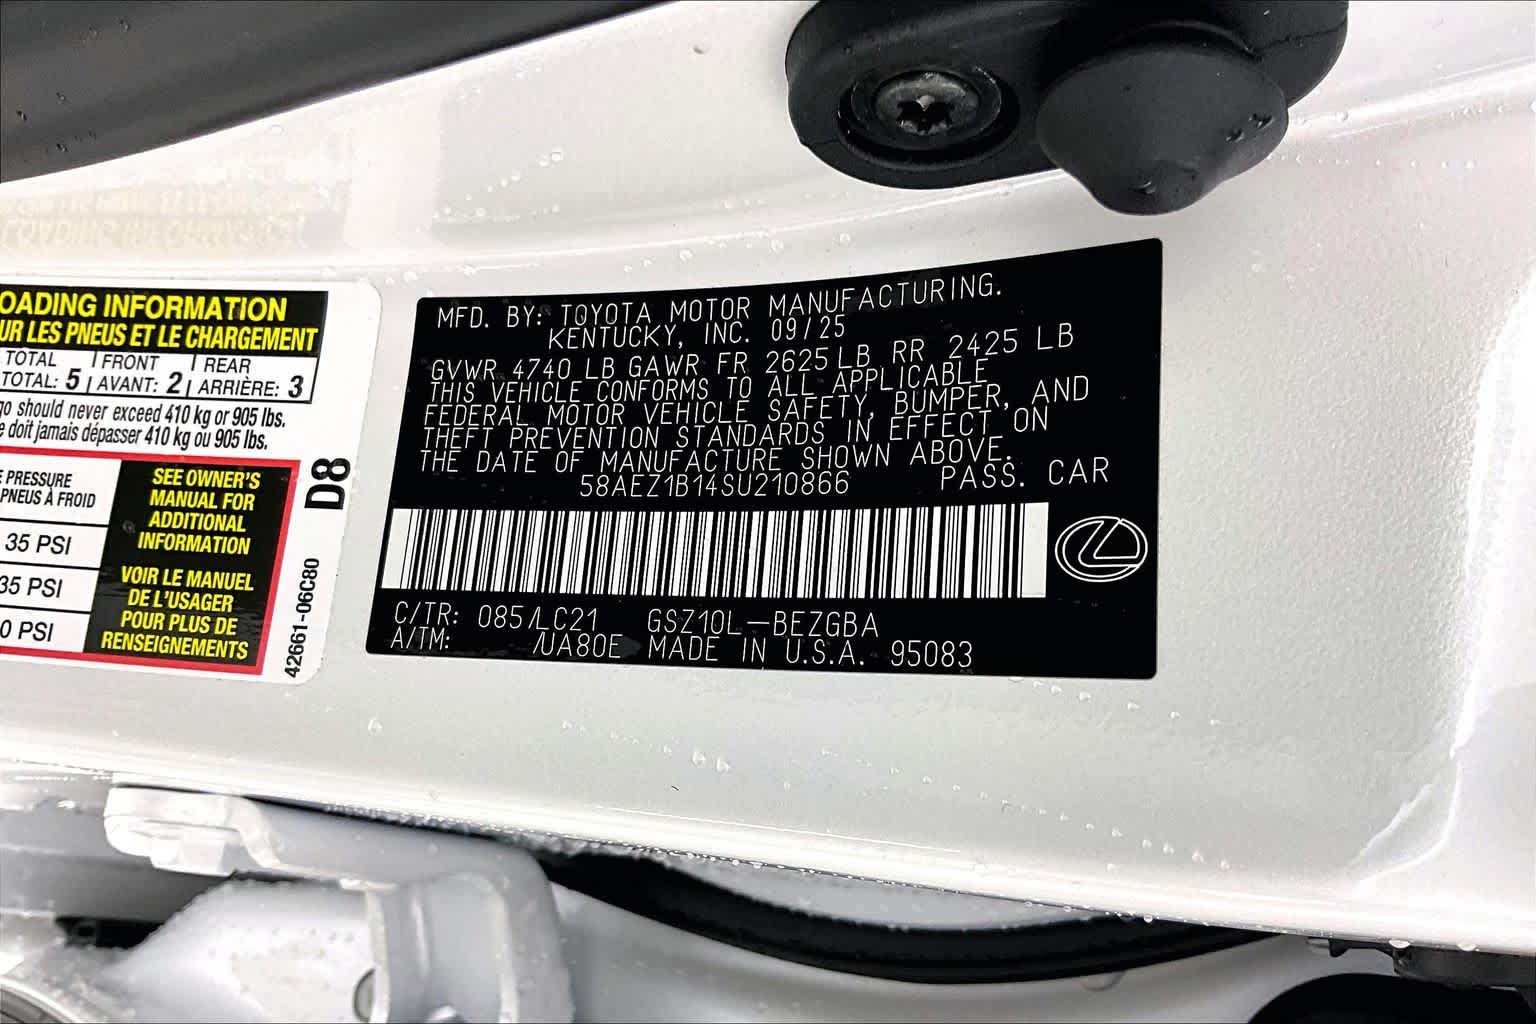 OADING INFORMATION
UR LES PNEUS ET LE CHARGEMENT
TOTAL FRONT REAR
TOTAL: 5 AVANT: 2 ARRIÈRE: 3
go should never exceed 410 kg or 905 lbs.
e doit jamais dépasser 410 kg ou 905 lbs.
E PRESSURE
PNEUS À FROID
35 PSI
35 PSI
0 PSI
SEE OWNER'S
MANUAL FOR
ADDITIONAL
INFORMATION
VOIR LE MANUEL
DE L'USAGER
POUR PLUS DE
RENSEIGNEMENTS
D8
42661-06C80
MFD. BY: TOYOTA MOTOR MANUFACTURING.
KENTUCKY, INC. 09/25
GVWR 4740 LB GAWR FR 2625 LB RR 2425 LB
THIS VEHICLE CONFORMS TO ALL APPLICABLE
FEDERAL MOTOR VEHICLE SAFETY, BUMPER, AND
THEFT PREVENTION STANDARDS IN EFFECT ON
THE DATE OF MANUFACTURE SHOWN ABOVE.
58AEZ1B14SU210866 PASS. CAR
C/TR: 085/LC21 GSZ10L-BEZGBA
A/TM: /UA80E MADE IN U.S.A. 95083